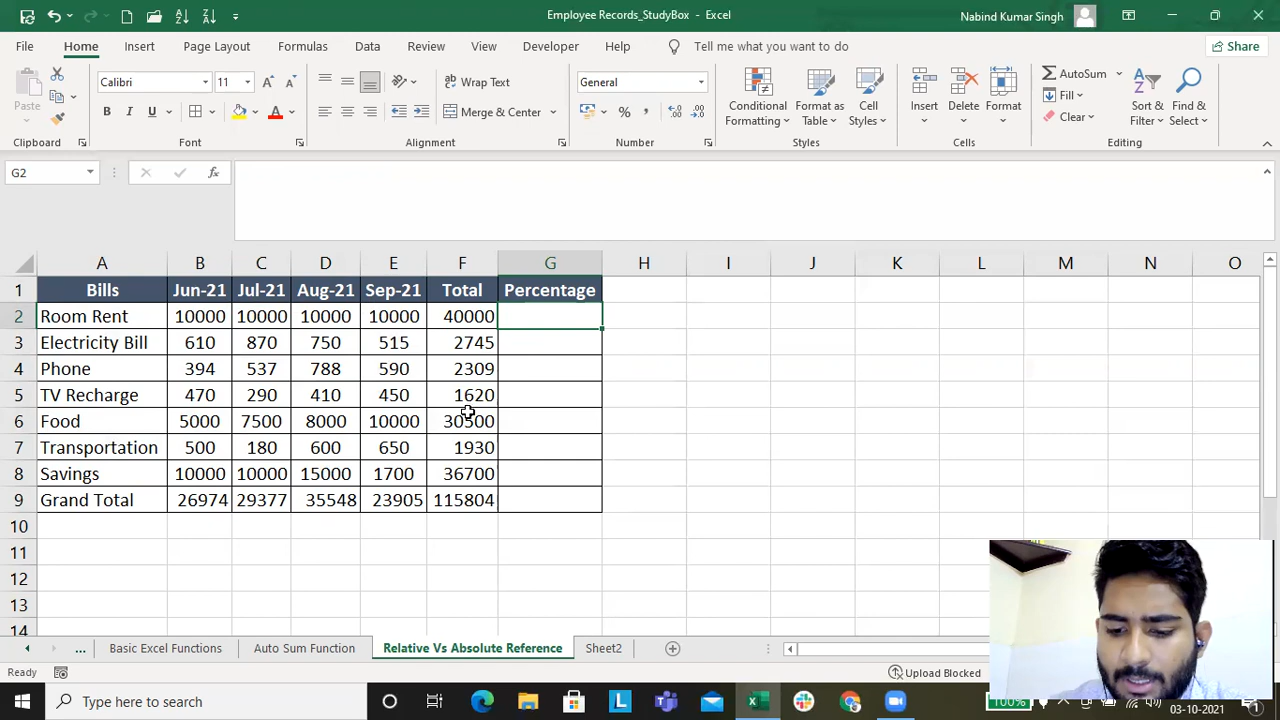 Employee Records_StudyBox - Excel
Nabind Kumar Singh
File Home Insert Page Layout Formulas Data Review View Developer Help Tell me what you want to do Share
Paste Calibri 11 Wrap Text General Conditional Formatting Format as Table Cell Styles Insert Delete Format AutoSum Fill Clear Sort & Filter Find & Select
B I U A Merge & Center % ,
Clipboard Font Alignment Number Styles Cells Editing
G2 fx
A B C D E F G H I J K L M N O
1 Bills Jun-21 Jul-21 Aug-21 Sep-21 Total Percentage
2 Room Rent 10000 10000 10000 10000 40000
3 Electricity Bill 610 870 750 515 2745
4 Phone 394 537 788 590 2309
5 TV Recharge 470 290 410 450 1620
6 Food 5000 7500 8000 10000 30500
7 Transportation 500 180 600 650 1930
8 Savings 10000 10000 15000 1700 36700
9 Grand Total 26974 29377 35548 23905 115804
10
11
12
13
14
... Basic Excel Functions Auto Sum Function Relative Vs Absolute Reference Sheet2
Ready Upload Blocked
100%
Type here to search L 03-10-2021 1